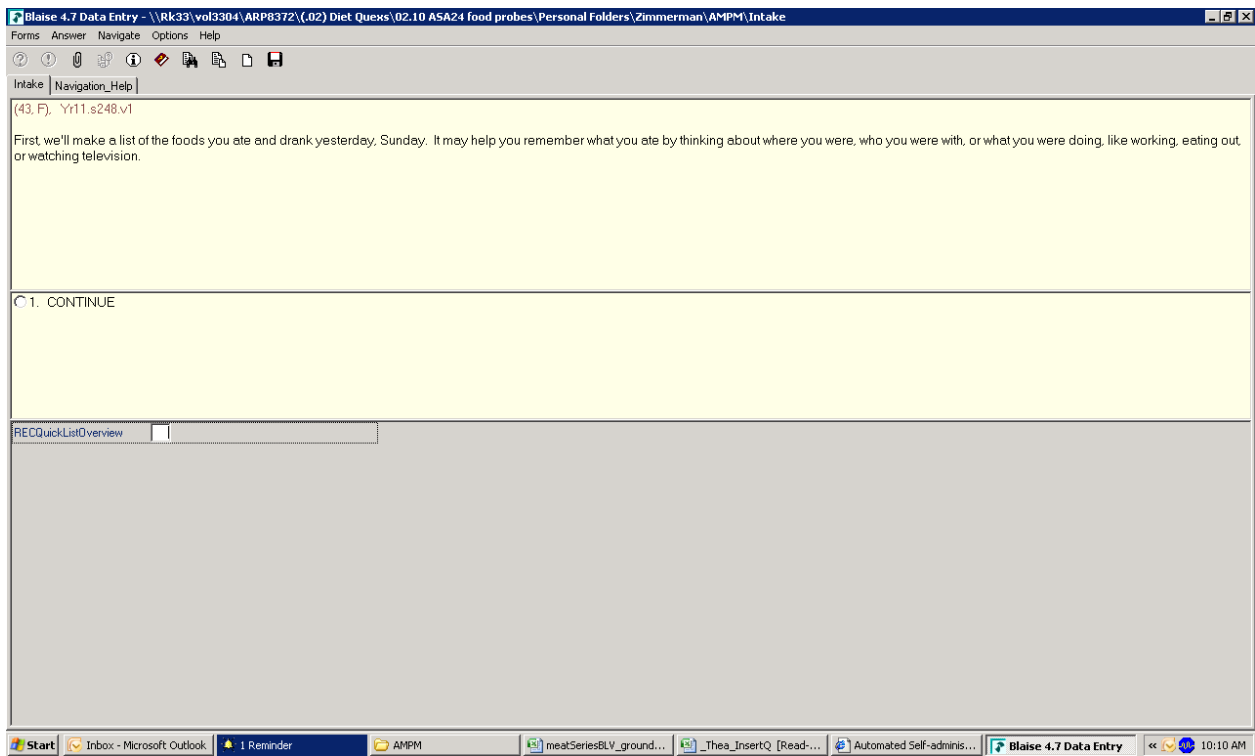 Blaise 4.7 Data Entry - \\Rk33\vol3304\ARP8372\(.02) Diet Quexs\02.10 ASA24 food probes\Personal Folders\Zimmerman\AMPM\Intake
Forms Answer Navigate Options Help
Intake Navigation_Help
(43, F), Yr11.s248.v1
First, we'll make a list of the foods you ate and drank yesterday, Sunday. It may help you remember what you ate by thinking about where you were, who you were with, or what you were doing, like working, eating out,
or watching television.
1. CONTINUE
RECQuickListOverview
Start Inbox - Microsoft Outlook 1 Reminder AMPM meatSeriesBLV_ground... _Thea_InsertQ [Read-... Automated Self-adminis... Blaise 4.7 Data Entry « 10:10 AM